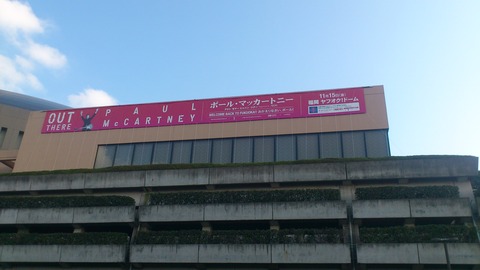 OUT
THERE
PAUL
McCARTNEY
ポール・マッカートニー
WELCOME BACK TO FUKUOKA!!
11月15日(金)
福岡 ヤフオク!ドーム